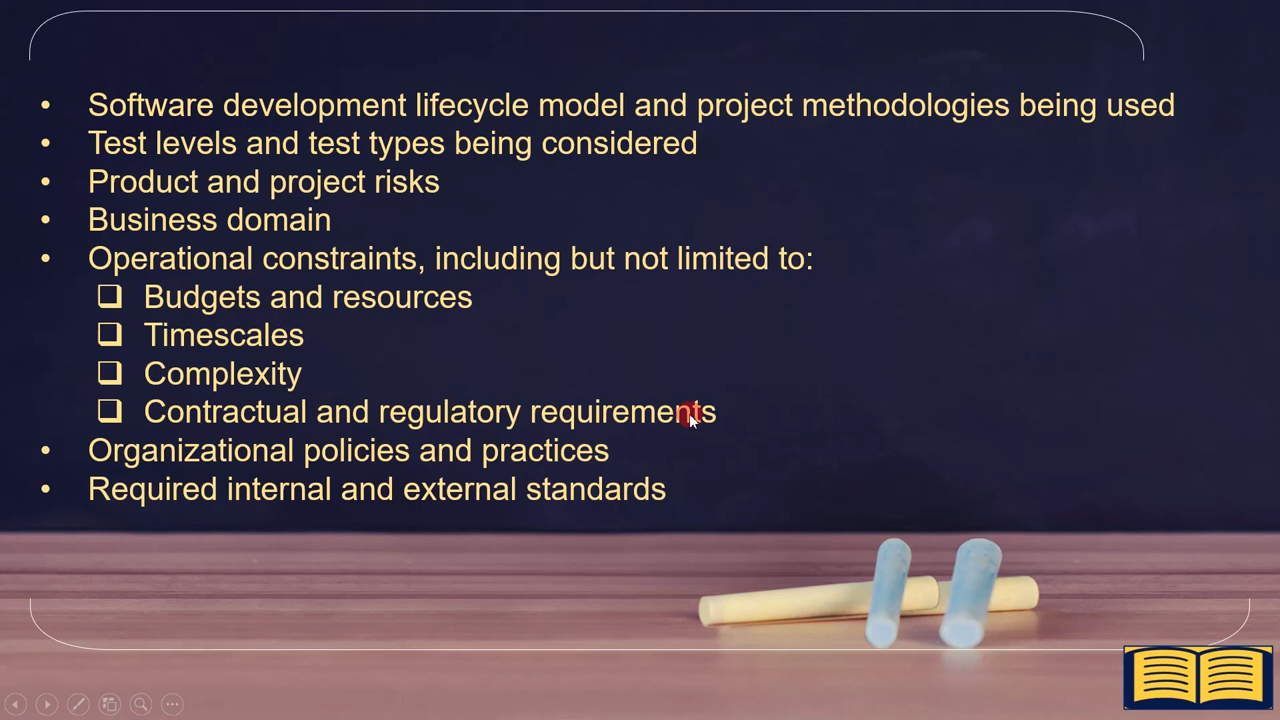 • Software development lifecycle model and project methodologies being used
• Test levels and test types being considered
• Product and project risks
• Business domain
• Operational constraints, including but not limited to:
❑ Budgets and resources
❑ Timescales
❑ Complexity
❑ Contractual and regulatory requirements
• Organizational policies and practices
• Required internal and external standards